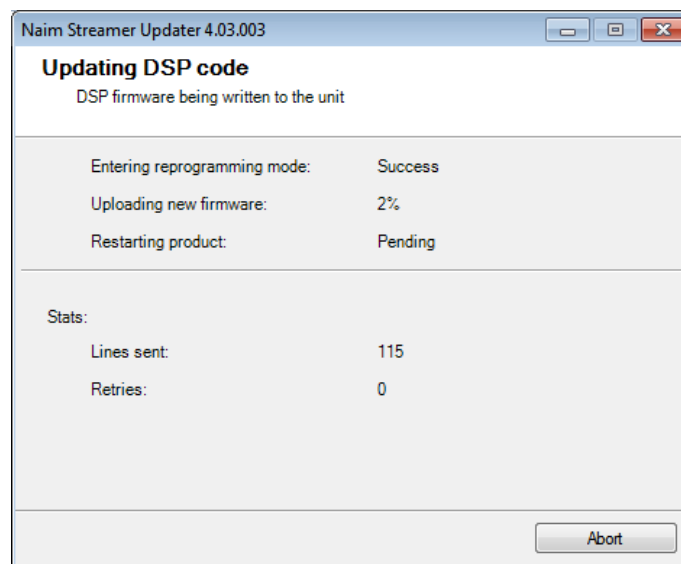 Naim Streamer Updater 4.03.003
Updating DSP code
DSP firmware being written to the unit
Entering reprogramming mode: Success
Uploading new firmware: 2%
Restarting product: Pending
Stats:
Lines sent: 115
Retries: 0
Abort